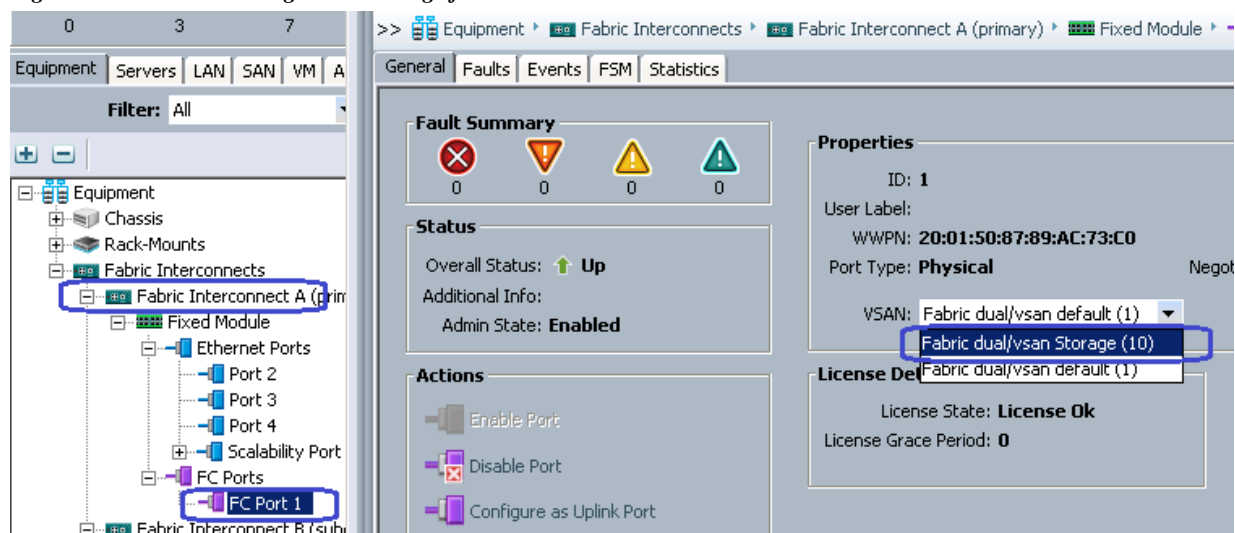 0 3 7
Equipment Servers LAN SAN VM A
Filter: All
Equipment
Chassis
Rack-Mounts
Fabric Interconnects
Fabric Interconnect A (prim
Fixed Module
Ethernet Ports
Port 2
Port 3
Port 4
Scalability Port
FC Ports
FC Port 1
Fabric Interconnect B (sub
>> Equipment Fabric Interconnects Fabric Interconnect A (primary) Fixed Module
General Faults Events FSM Statistics
Fault Summary
0 0 0 0
Status
Overall Status: Up
Additional Info:
Admin State: Enabled
Actions
Enable Port
Disable Port
Configure as Uplink Port
Properties
ID: 1
User Label:
WWPN: 20:01:50:87:89:AC:73:C0
Port Type: Physical Negot
VSAN: Fabric dual/vsan default (1)
Fabric dual/vsan Storage (10)
Fabric dual/vsan default (1)
License De
License State: License Ok
License Grace Period: 0